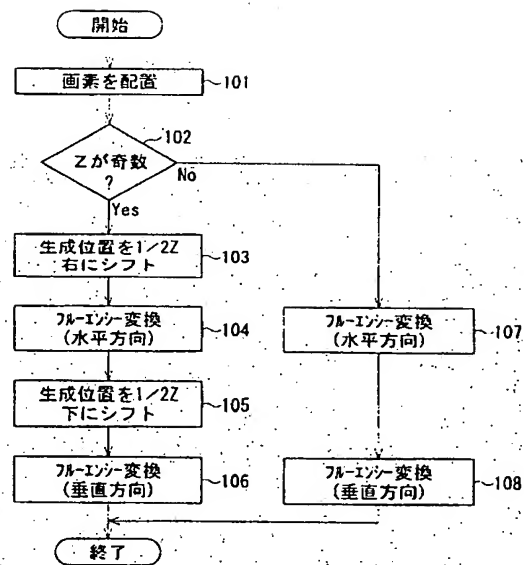 開始
画素を配置
101
102
Zが奇数
?
No
Yes
生成位置を1/2Z
右にシフト
103
フルーエンシー変換
(水平方向)
104
フルーエンシー変換
(水平方向)
107
生成位置を1/2Z
下にシフト
105
フルーエンシー変換
(垂直方向)
106
フルーエンシー変換
(垂直方向)
108
終了